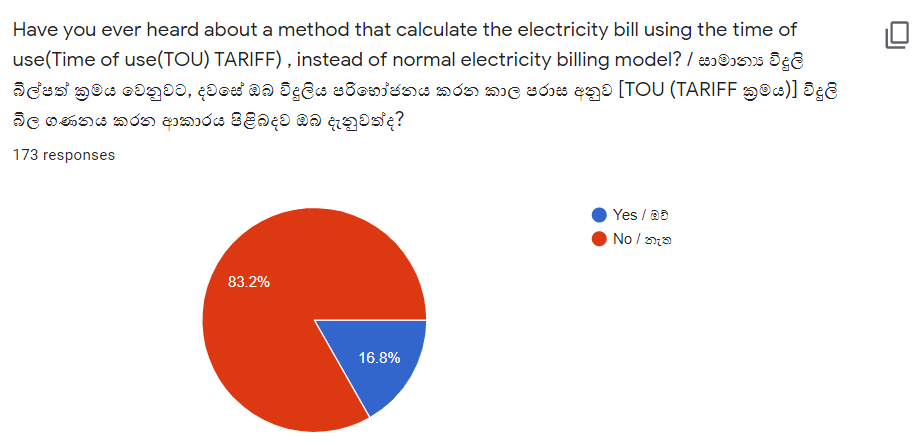 Have you ever heard about a method that calculate the electricity bill using the time of
use(Time of use(TOU) TARIFF) , instead of normal electricity billing model? / සාමාන්‍ය විදුලි
බිල්පත් ක්‍රමය වෙනුවට, දවසේ ඔබ විදුලිය පරිභෝජනය කරන කාල පරාස අනුව [TOU (TARIFF ක්‍රමය)] විදුලි
බිල ගණනය කරන ආකාරය පිළිබදව ඔබ දැනුවත්ද?
173 responses
Yes / ඔව්
No / නැත
83.2%
16.8%